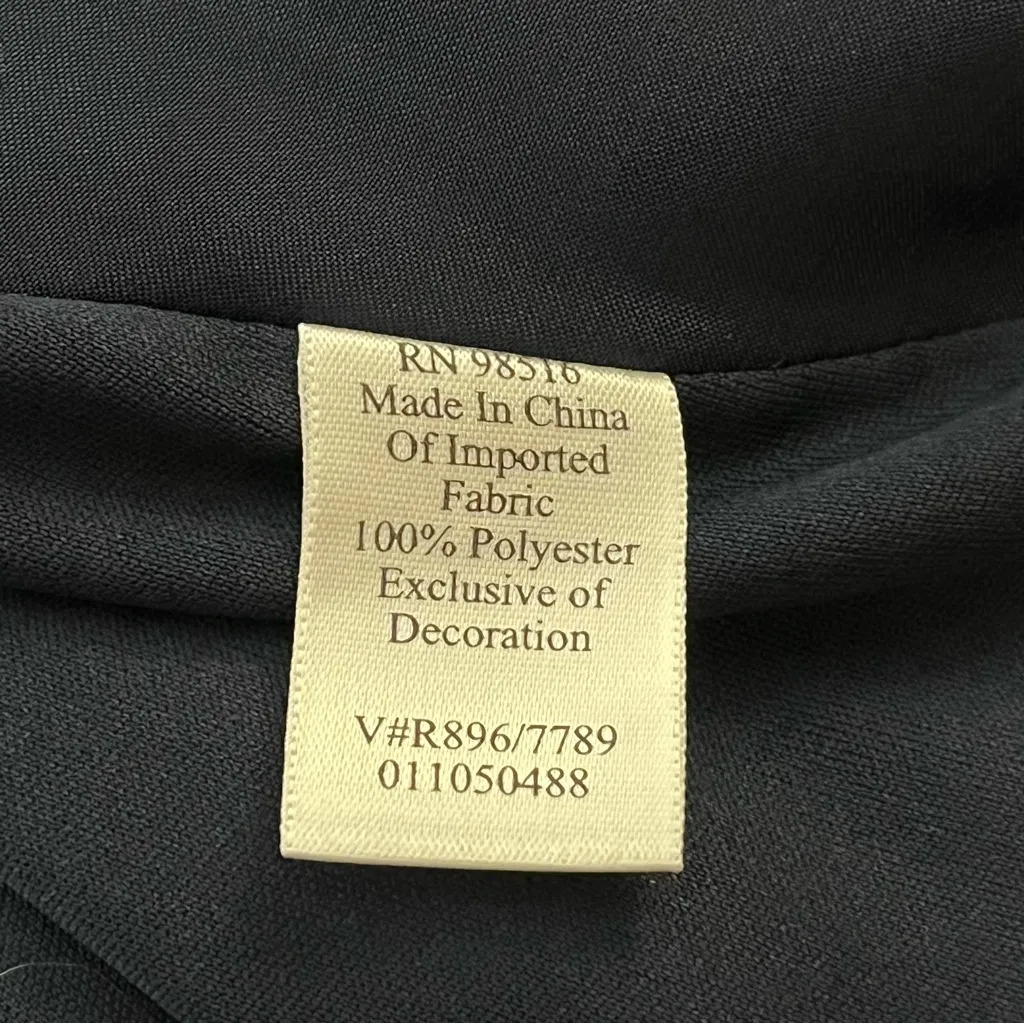 RN 98516
Made In China
Of Imported
Fabric
100% Polyester
Exclusive of
Decoration
V#R896/7789
011050488